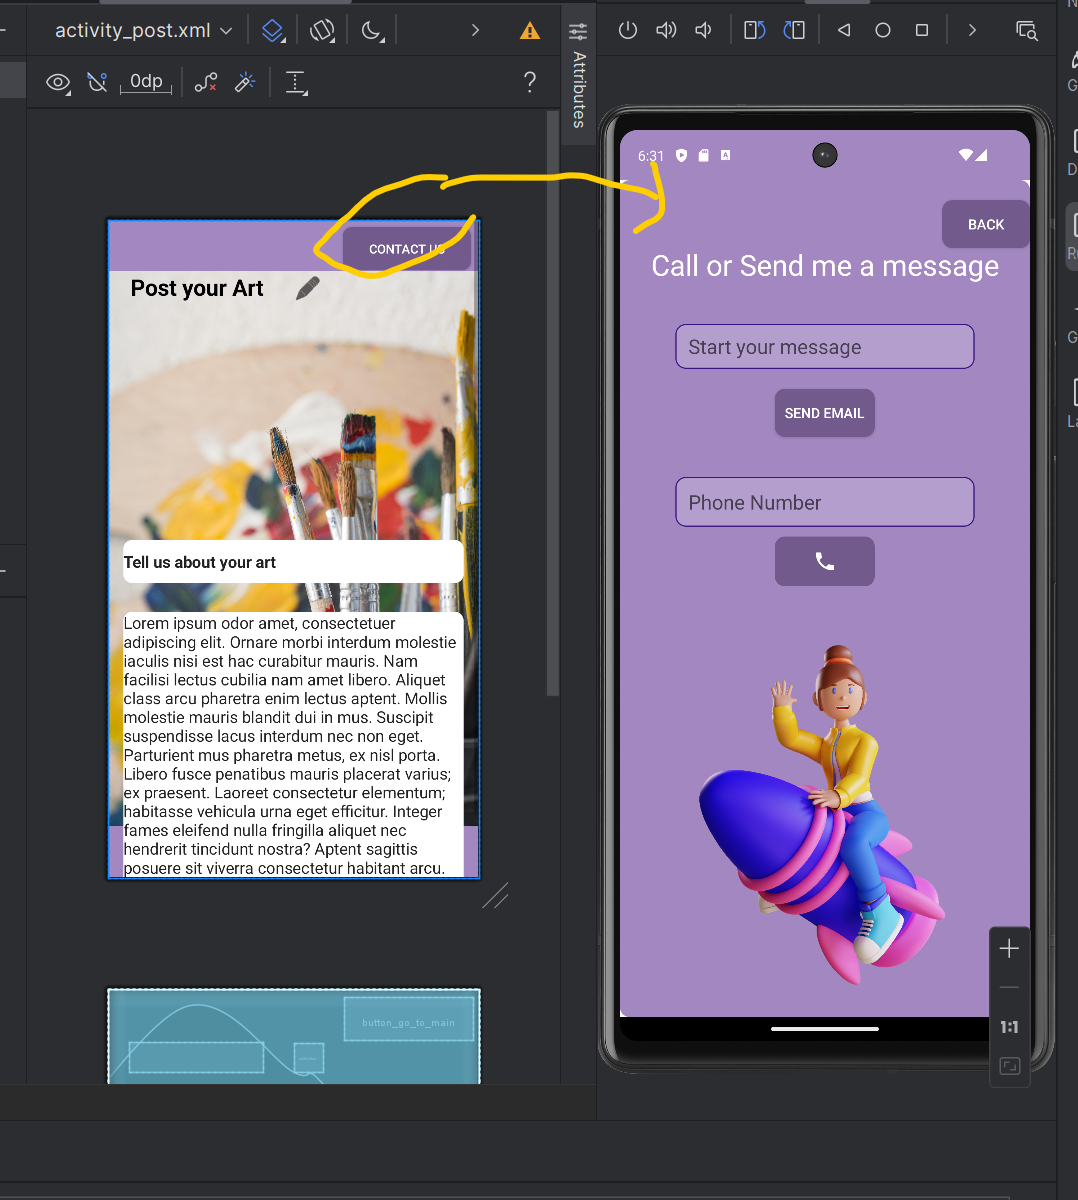 activity_post.xml
0dp
?
Attributes
CONTACT US
Post your Art
Tell us about your art
Lorem ipsum odor amet, consectetuer
adipiscing elit. Ornare morbi interdum molestie
iaculis nisi est hac curabitur mauris. Nam
facilisi lectus cubilia nam amet libero. Aliquet
class arcu pharetra enim lectus aptent. Mollis
molestie mauris blandit dui in mus. Suscipit
suspendisse lacus interdum nec non eget.
Parturient mus pharetra metus, ex nisl porta.
Libero fusce penatibus mauris placerat varius;
ex praesent. Laoreet consectetur elementum;
habitasse vehicula urna eget efficitur. Integer
fames eleifend nulla fringilla aliquet nec
hendrerit tincidunt nostra? Aptent sagittis
posuere sit viverra consectetur habitant arcu.
button_go_to_main
6:31
A
BACK
Call or Send me a message
Start your message
SEND EMAIL
Phone Number
1:1